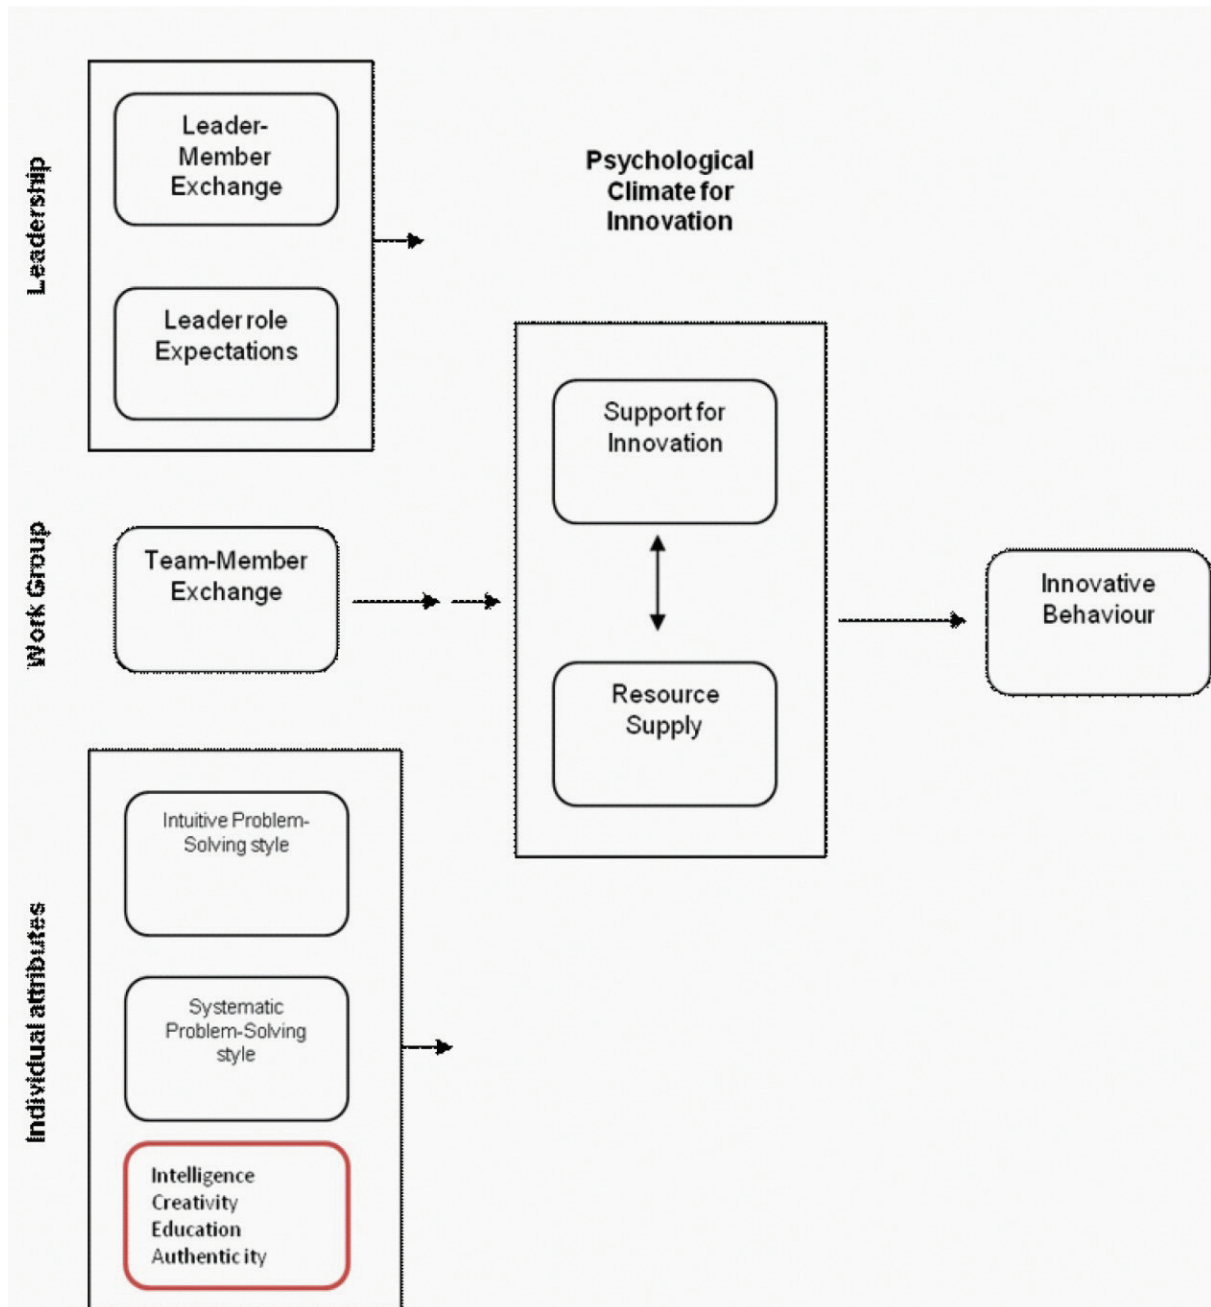 Leadership
Leader-
Member
Exchange
Leader role
Expectations
Psychological
Climate for
Innovation
Support for
Innovation
Work Group
Team-Member
Exchange
Innovative
Behaviour
Resource
Supply
Individual attributes
Intuitive Problem-
Solving style
Systematic
Problem-Solving
style
Intelligence
Creativity
Education
Authenticity